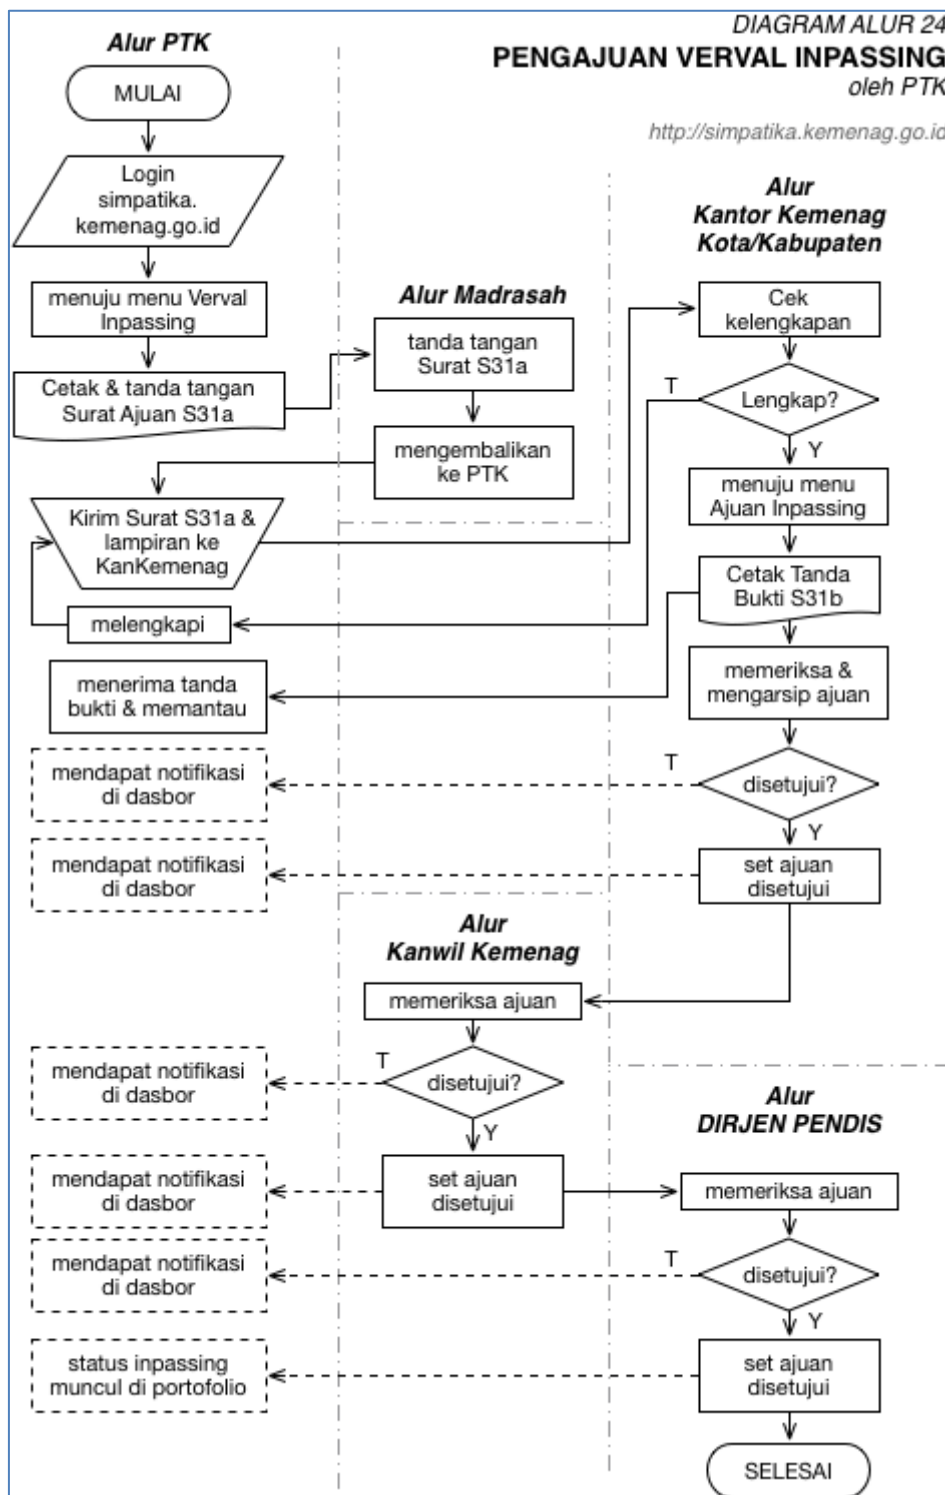 DIAGRAM ALUR 24
PENGAJUAN VERVAL INPASSING
oleh PTK
http://simpatika.kemenag.go.id
Alur PTK
MULAI
Login
simpatika.
kemenag.go.id
menuju menu Verval
Inpassing
Cetak & tanda tangan
Surat Ajuan S31a
Alur Madrasah
tanda tangan
Surat S31a
mengembalikan
ke PTK
Kirim Surat S31a &
lampiran ke
KanKemenag
melengkapi
menerima tanda
bukti & memantau
Alur
Kantor Kemenag
Kota/Kabupaten
Cek
kelengkapan
T
Lengkap?
Y
menuju menu
Ajuan Inpassing
Cetak Tanda
Bukti S31b
memeriksa &
mengarsip ajuan
mendapat notifikasi
di dasbor
T
disetujui?
Y
mendapat notifikasi
di dasbor
set ajuan
disetujui
Alur
Kanwil Kemenag
memeriksa ajuan
mendapat notifikasi
di dasbor
T
disetujui?
Y
mendapat notifikasi
di dasbor
set ajuan
disetujui
Alur
DIRJEN PENDIS
memeriksa ajuan
mendapat notifikasi
di dasbor
T
disetujui?
Y
status inpassing
muncul di portofolio
set ajuan
disetujui
SELESAI